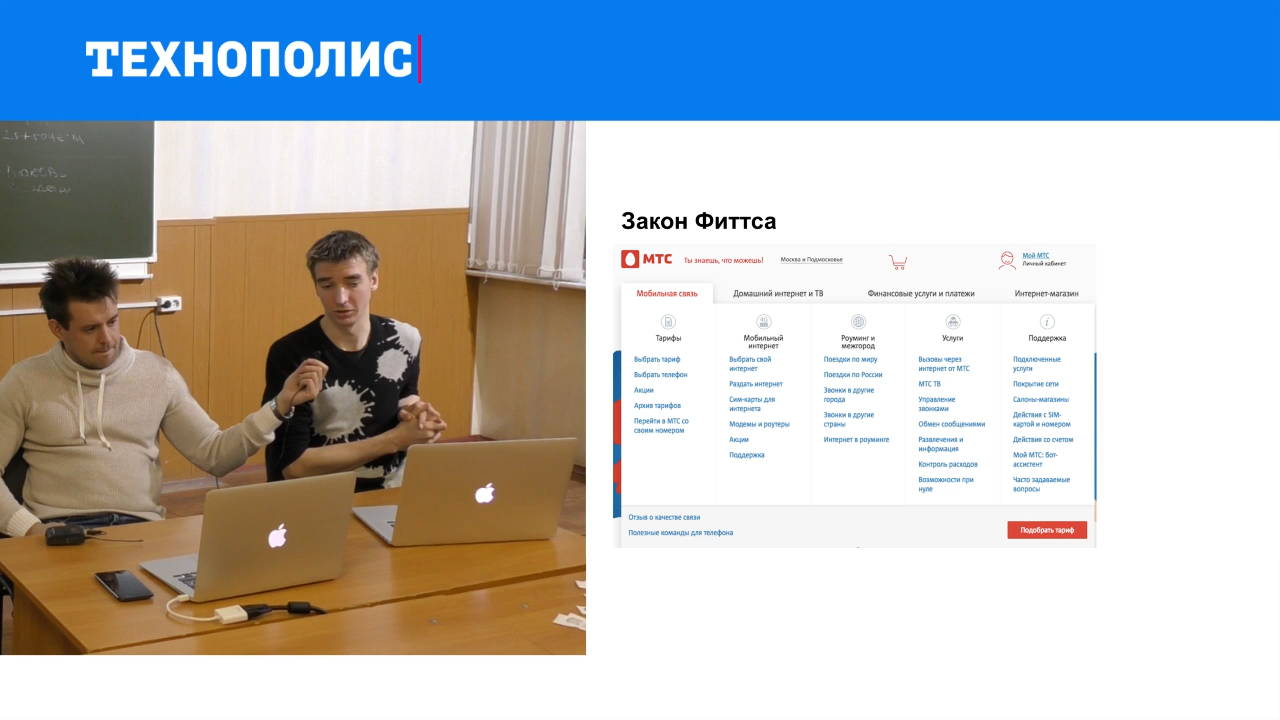 ТЕХНОПОЛИС
Закон Фиттса
МТС
Ты знаешь, что можешь!
Москва и Подмосковье
Мой МТС
Личный кабинет
Мобильная связь
Домашний интернет и ТВ
Финансовые услуги и платежи
Интернет-магазин
Тарифы
Выбрать тариф
Выбрать телефон
Акции
Архив тарифов
Перейти в МТС со
своим номером
Мобильный
интернет
Выбрать свой
интернет
Раздать интернет
Сим-карты для
интернета
Модемы и роутеры
Акции
Поддержка
Роуминг и
межгород
Поездки по миру
Поездки по России
Звонки в другие
города
Звонки в другие
страны
Интернет в роуминге
Услуги
Вызовы через
интернет от МТС
МТС ТВ
Управление
звонками
Обмен сообщениями
Развлечения и
информация
Контроль расходов
Возможности при
нуле
Поддержка
Подключенные
услуги
Покрытие сети
Салоны-магазины
Действия с SIM-
картой и номером
Действия со счетом
Мой МТС: бот-
ассистент
Часто задаваемые
вопросы
Отзыв о качестве связи
Полезные команды для телефона
Подобрать тариф